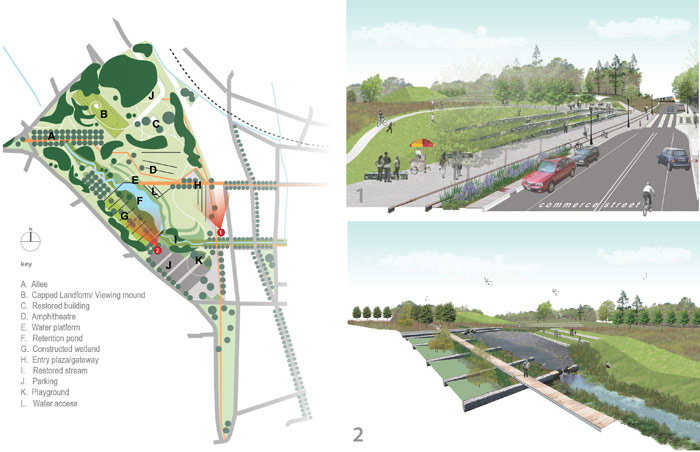 A
B
J
C
D
E
L
H
F
G
I
J
K
1
2
N
key
A. Allee
B. Capped Landform/ Viewing mound
C. Restored building
D. Amphitheatre
E. Water platform
F. Retention pond
G. Constructed wetland
H. Entry plaza/gateway
I. Restored stream
J. Parking
K. Playground
L. Water access
1
commerce street
2